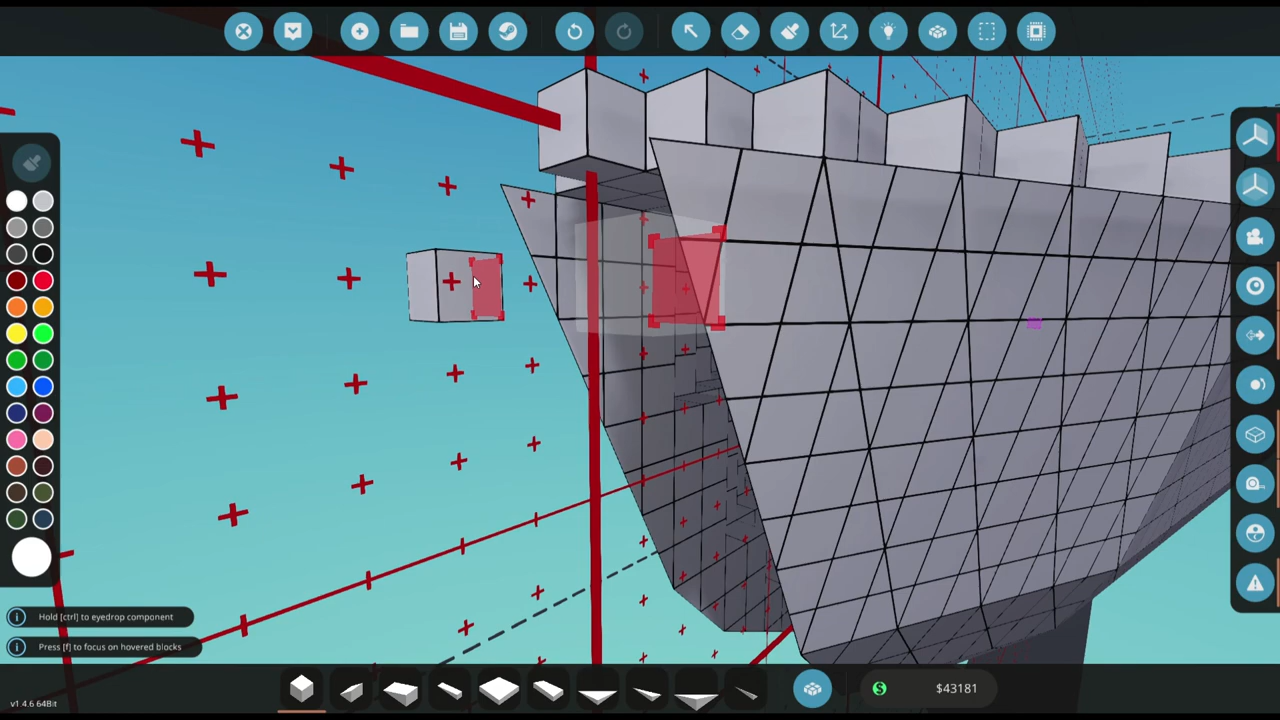 Hold [ctrl] to eyedrop component
Press [f] to focus on hovered blocks
v1.4.6 64Bit
$43181